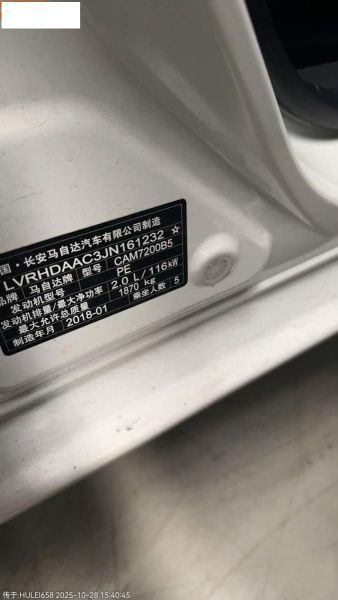 国·长安马自达汽车有限公司制造
LVRHDAAC3JN161232☆
品牌 马自达牌 型号 CAM7200B5
发动机型号 PE
发动机排量/最大净功率 2.0 L/116kW
最大允许总质量 1870 kg
制造年月 2018-01 乘坐人数 5
传于:HULEI658 2025-10-28 15:40:45